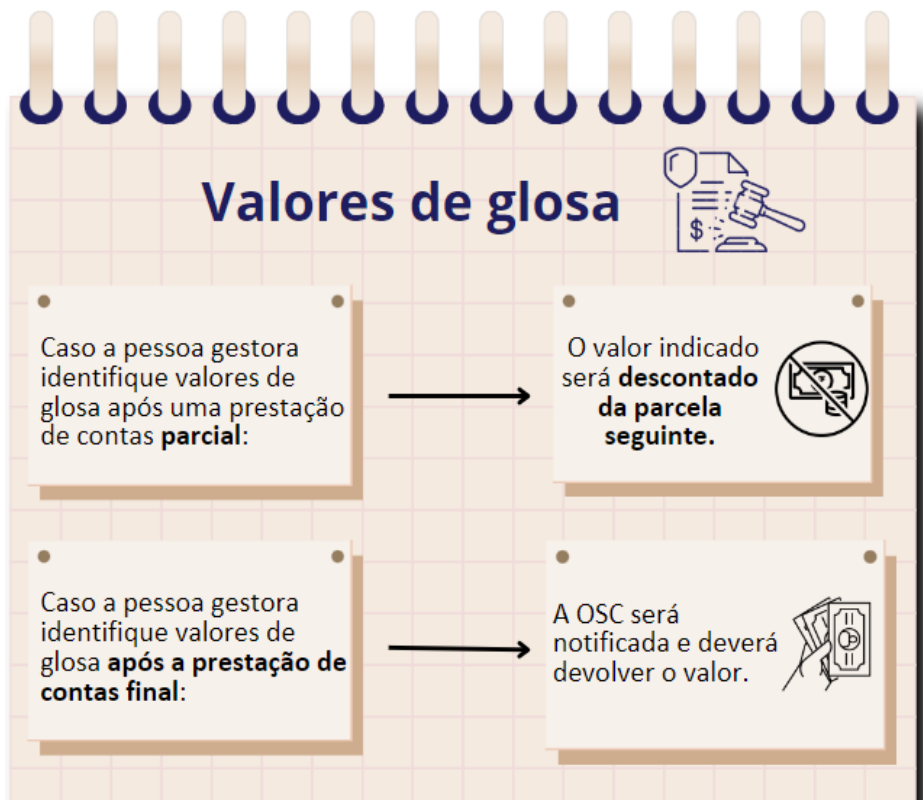 Valores de glosa
$
Caso a pessoa gestora
identifique valores de
glosa após uma prestação
de contas parcial:
O valor indicado
será descontado
da parcela
seguinte.
Caso a pessoa gestora
identifique valores de
glosa após a prestação de
contas final:
A OSC será
notificada e deverá
devolver o valor.